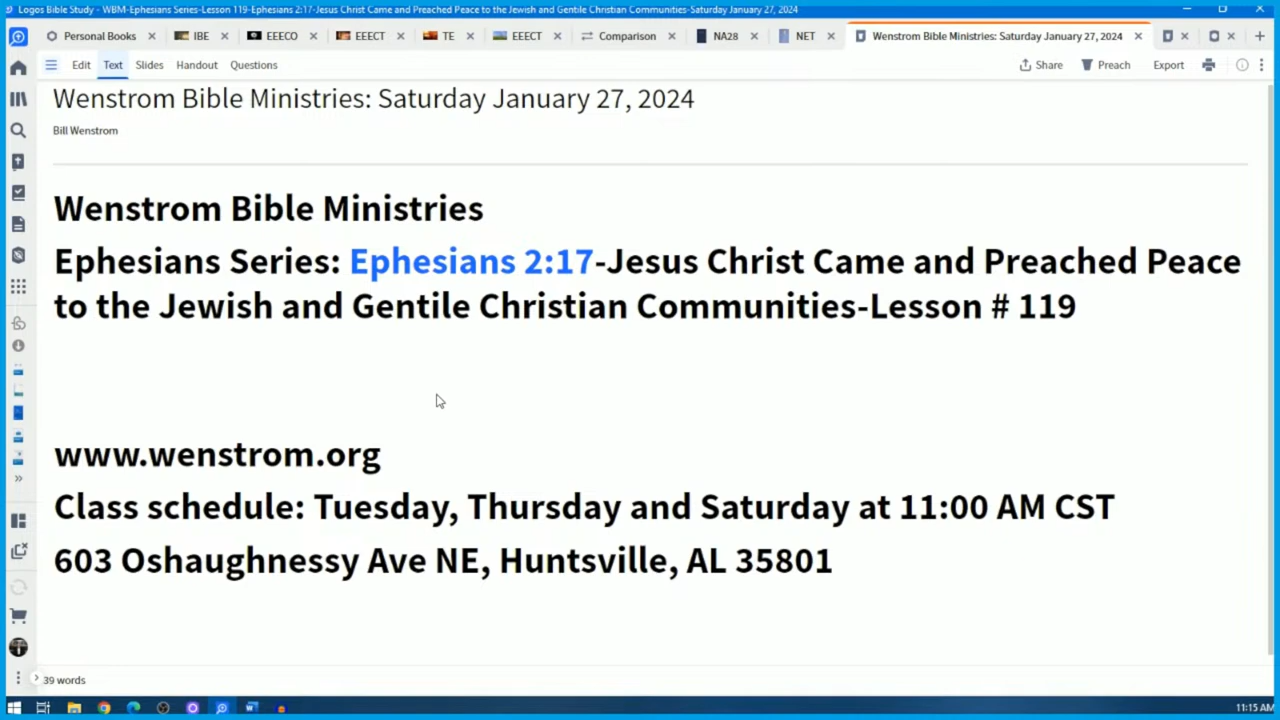 Logos Bible Study - WBM-Ephesians Series-Lesson 119-Ephesians 2:17-Jesus Christ Came and Preached Peace to the Jewish and Gentile Christian Communities-Saturday January 27, 2024
Personal Books IBE EEECO EEECT TE EEECT Comparison NA28 NET Wenstrom Bible Ministries: Saturday January 27, 2024
Edit Text Slides Handout Questions Share Preach Export
Wenstrom Bible Ministries: Saturday January 27, 2024
Bill Wenstrom
Wenstrom Bible Ministries
Ephesians Series: Ephesians 2:17-Jesus Christ Came and Preached Peace
to the Jewish and Gentile Christian Communities-Lesson # 119
www.wenstrom.org
Class schedule: Tuesday, Thursday and Saturday at 11:00 AM CST
603 Oshaughnessy Ave NE, Huntsville, AL 35801
39 words
11:15 AM